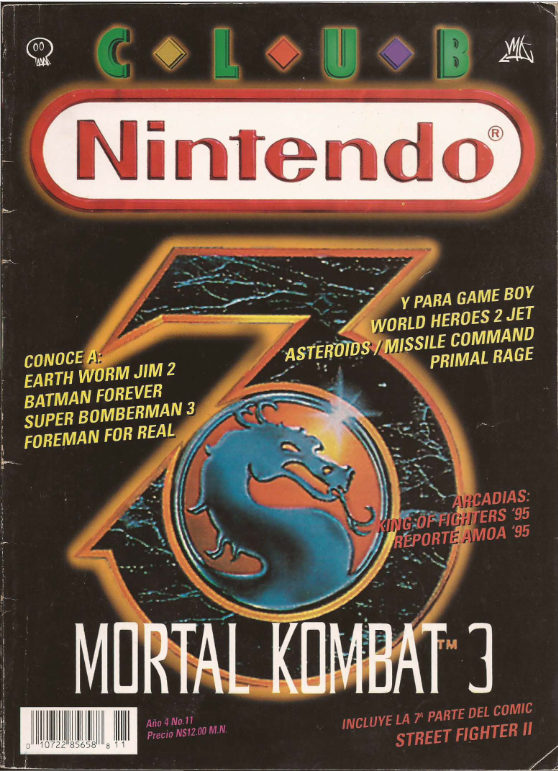 CLUB
Nintendo®
Y PARA GAME BOY
WORLD HEROES 2 JET
ASTEROIDS / MISSILE COMMAND
PRIMAL RAGE
CONOCE A:
EARTH WORM JIM 2
BATMAN FOREVER
SUPER BOMBERMAN 3
FOREMAN FOR REAL
ARCADIAS:
KING OF FIGHTERS '95
REPORTE AMOA '95
MORTAL KOMBAT™ 3
Año 4 No.11
Precio N$12.00 M.N.
0 10722 85658 8 11
INCLUYE LA 7ª PARTE DEL COMIC
STREET FIGHTER II